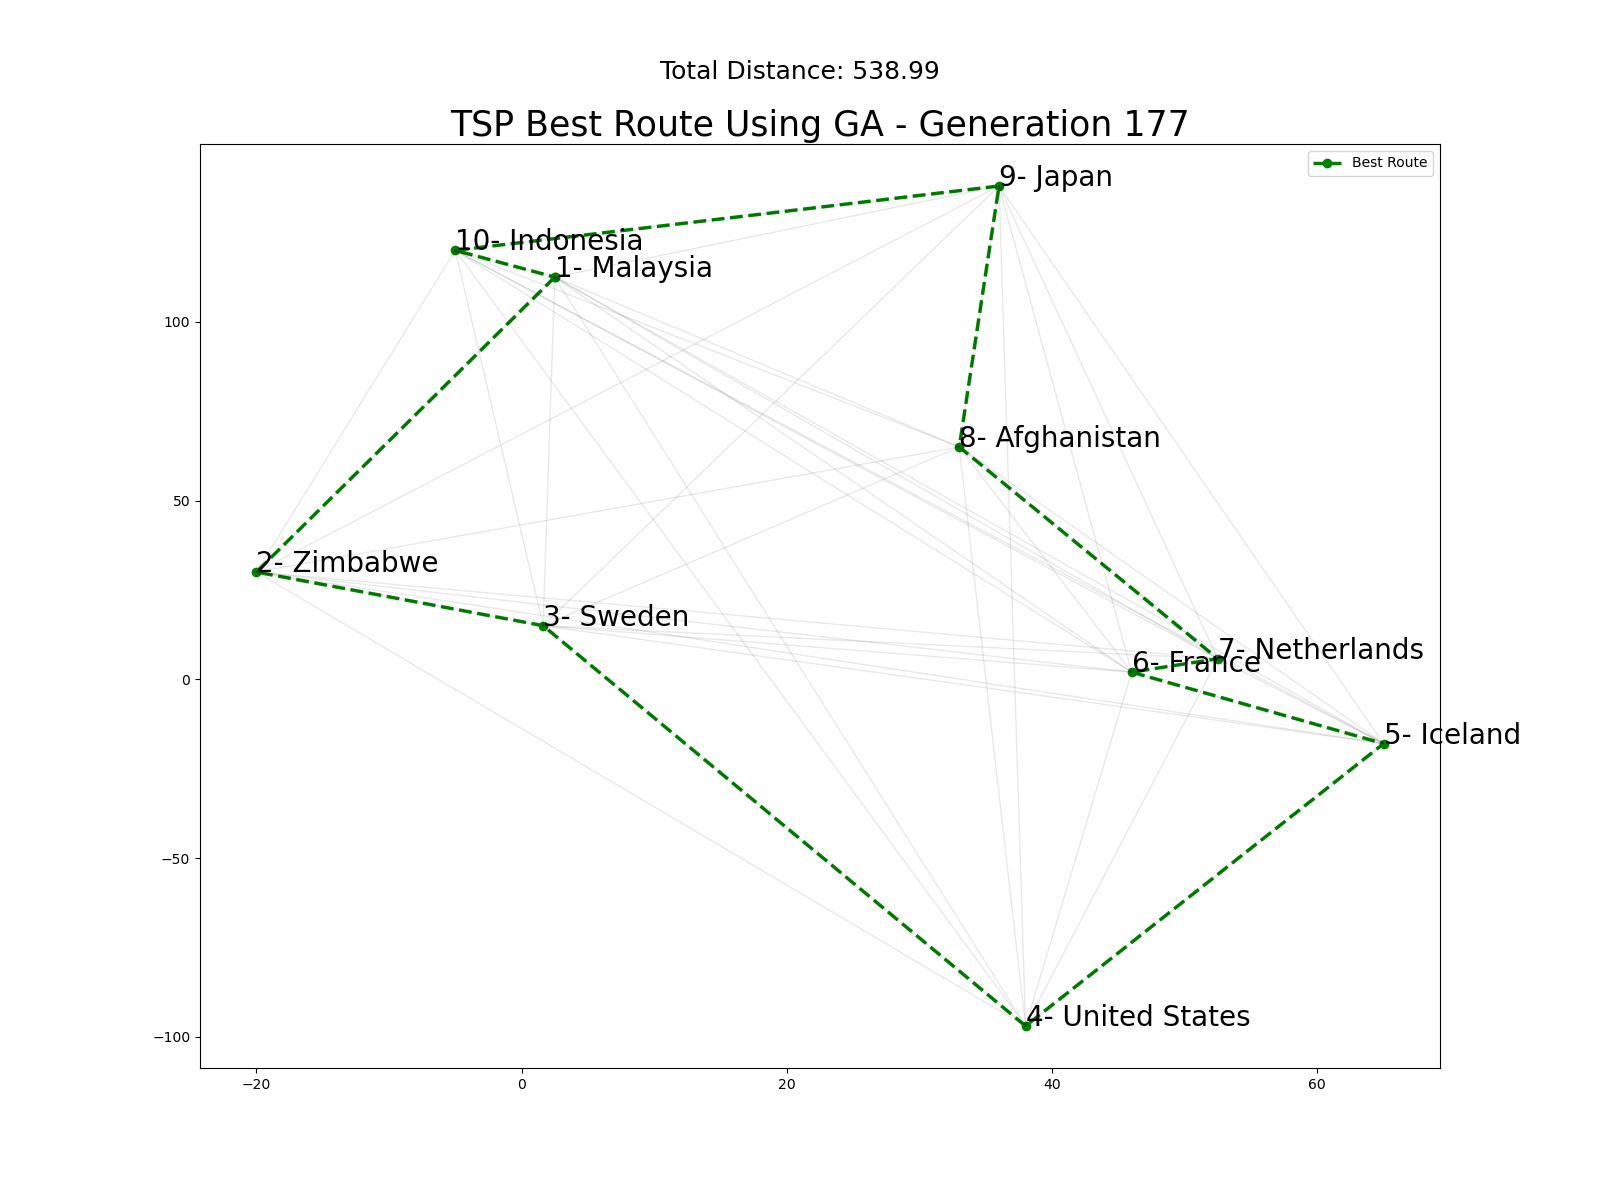 Total Distance: 538.99
TSP Best Route Using GA - Generation 177
Best Route
9- Japan
10- Indonesia
1- Malaysia
8- Afghanistan
2- Zimbabwe
3- Sweden
7- Netherlands
6- France
5- Iceland
4- United States
100
50
0
−50
−100
−20
0
20
40
60